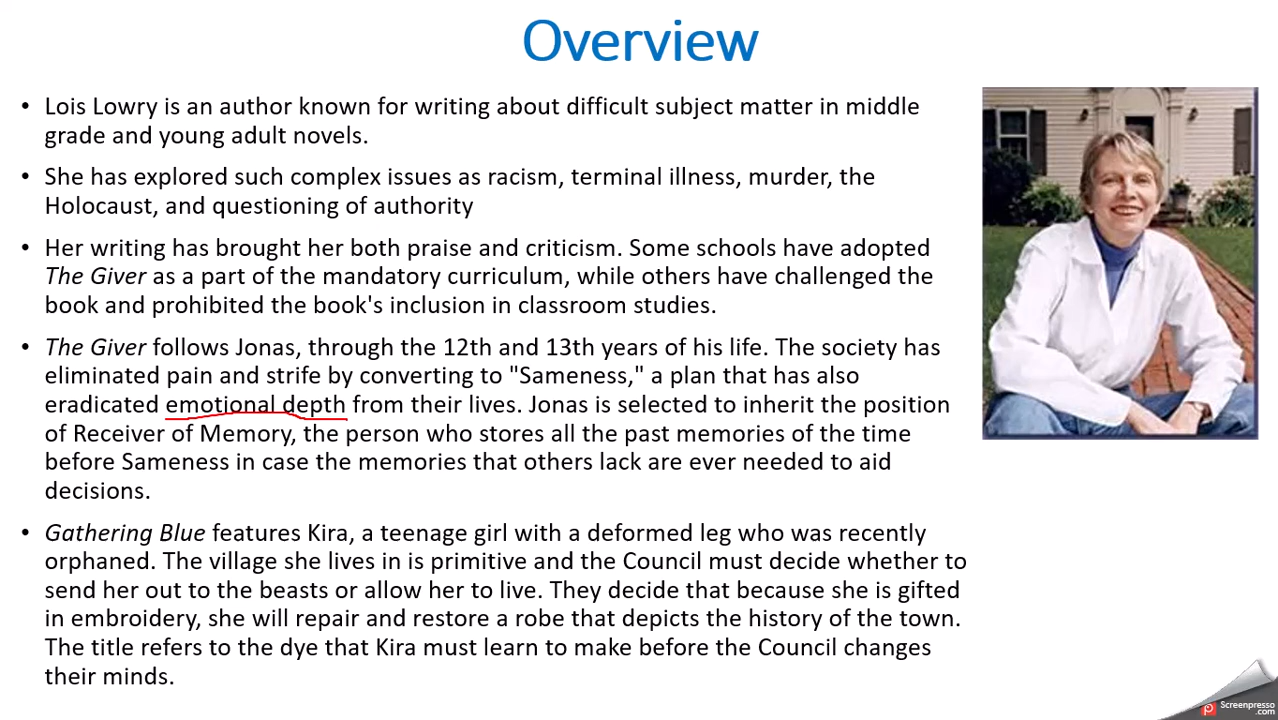 Overview
• Lois Lowry is an author known for writing about difficult subject matter in middle
grade and young adult novels.
• She has explored such complex issues as racism, terminal illness, murder, the
Holocaust, and questioning of authority
• Her writing has brought her both praise and criticism. Some schools have adopted
The Giver as a part of the mandatory curriculum, while others have challenged the
book and prohibited the book's inclusion in classroom studies.
• The Giver follows Jonas, through the 12th and 13th years of his life. The society has
eliminated pain and strife by converting to "Sameness," a plan that has also
eradicated emotional depth from their lives. Jonas is selected to inherit the position
of Receiver of Memory, the person who stores all the past memories of the time
before Sameness in case the memories that others lack are ever needed to aid
decisions.
• Gathering Blue features Kira, a teenage girl with a deformed leg who was recently
orphaned. The village she lives in is primitive and the Council must decide whether to
send her out to the beasts or allow her to live. They decide that because she is gifted
in embroidery, she will repair and restore a robe that depicts the history of the town.
The title refers to the dye that Kira must learn to make before the Council changes
their minds.
Screenpresso
.com